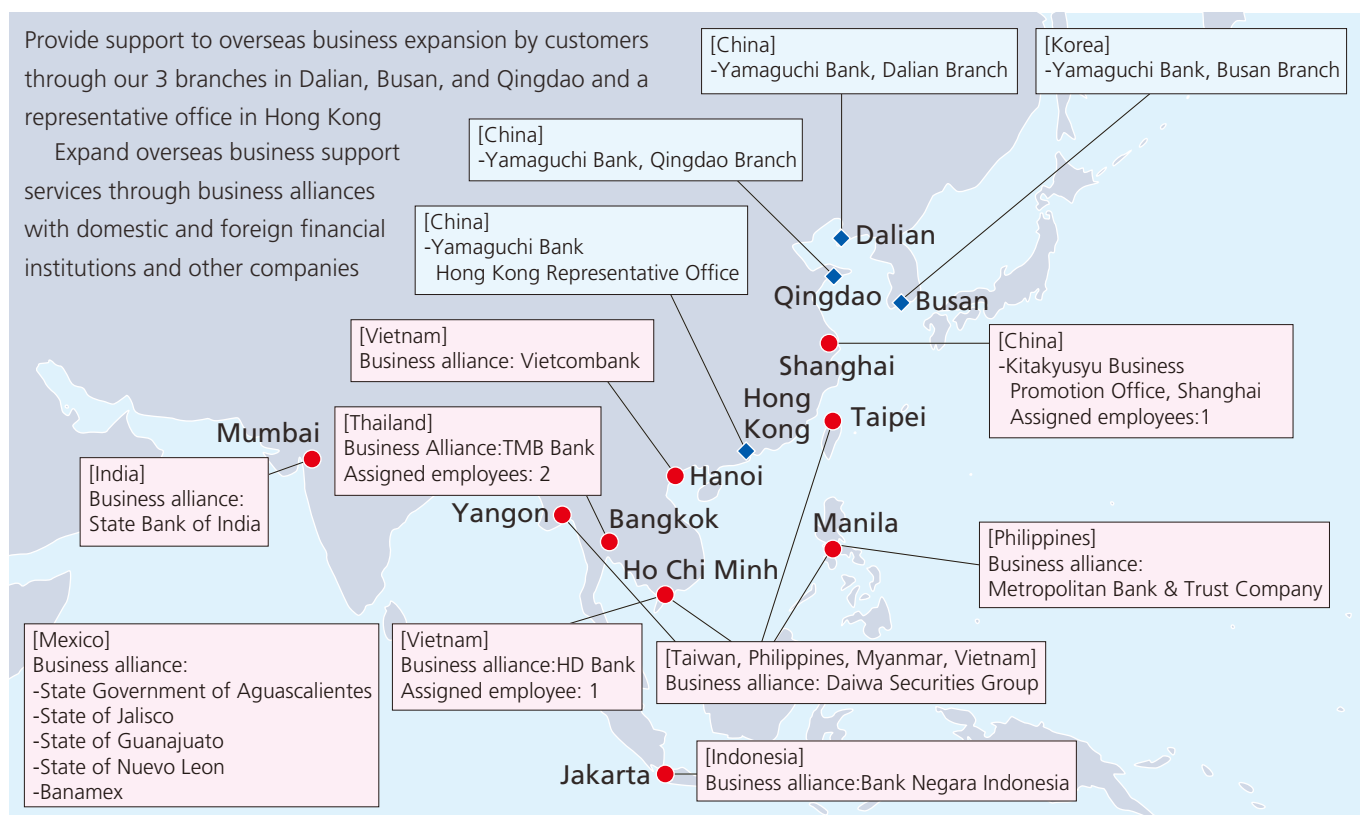 Provide support to overseas business expansion by customers
through our 3 branches in Dalian, Busan, and Qingdao and a
representative office in Hong Kong
Expand overseas business support
services through business alliances
with domestic and foreign financial
institutions and other companies
[China]
-Yamaguchi Bank, Dalian Branch
[Korea]
-Yamaguchi Bank, Busan Branch
[China]
-Yamaguchi Bank, Qingdao Branch
[China]
-Yamaguchi Bank
Hong Kong Representative Office
Dalian
Qingdao
Busan
[Vietnam]
Business alliance: Vietcombank
Shanghai
[China]
-Kitakyusyu Business
Promotion Office, Shanghai
Assigned employees:1
Hong
Kong
Taipei
Mumbai
[Thailand]
Business Alliance:TMB Bank
Assigned employees: 2
[India]
Business alliance:
State Bank of India
Hanoi
Yangon
Bangkok
Manila
[Philippines]
Business alliance:
Metropolitan Bank & Trust Company
Ho Chi Minh
[Mexico]
Business alliance:
-State Government of Aguascalientes
-State of Jalisco
-State of Guanajuato
-State of Nuevo Leon
-Banamex
[Vietnam]
Business alliance:HD Bank
Assigned employee: 1
[Taiwan, Philippines, Myanmar, Vietnam]
Business alliance: Daiwa Securities Group
Jakarta
[Indonesia]
Business alliance:Bank Negara Indonesia